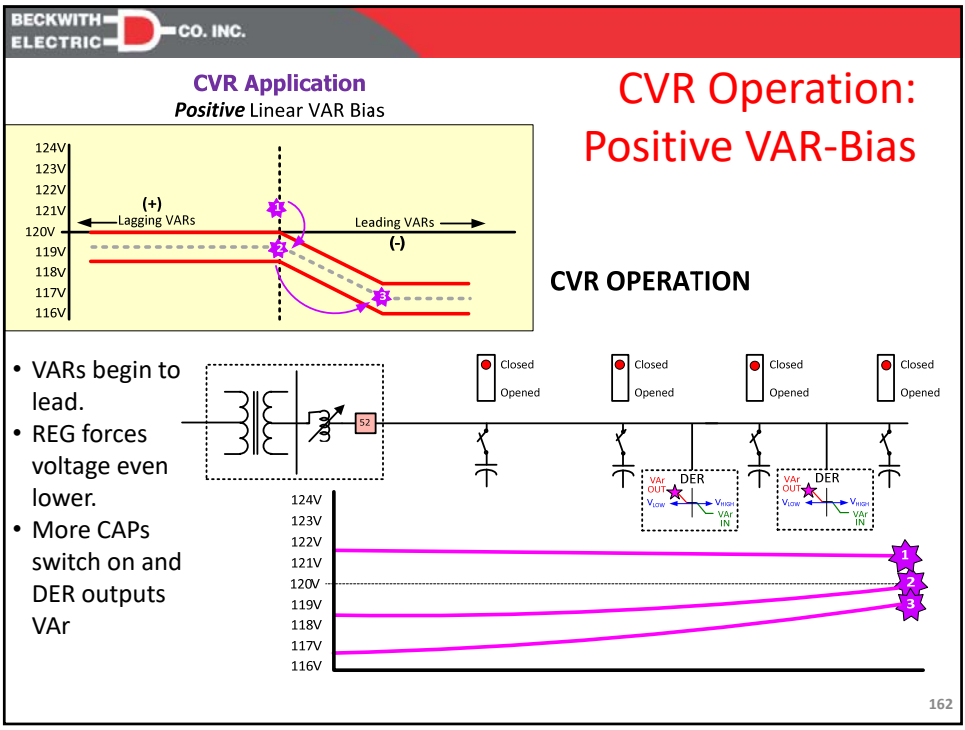 BECKWITH
ELECTRIC
CO. INC.
CVR Application
Positive Linear VAR Bias
CVR Operation:
Positive VAR-Bias
124V
123V
122V
121V
120V
119V
118V
117V
116V
(+)
Lagging VARs
Leading VARs
(-)
1
2
3
CVR OPERATION
• VARs begin to
lead.
• REG forces
voltage even
lower.
• More CAPs
switch on and
DER outputs
VAr
52
Closed
Opened
Closed
Opened
Closed
Opened
Closed
Opened
DER
VAr
OUT
VLOW
VHIGH
VAr
IN
DER
VAr
OUT
VLOW
VHIGH
VAr
IN
124V
123V
122V
121V
120V
119V
118V
117V
116V
1
2
3
162